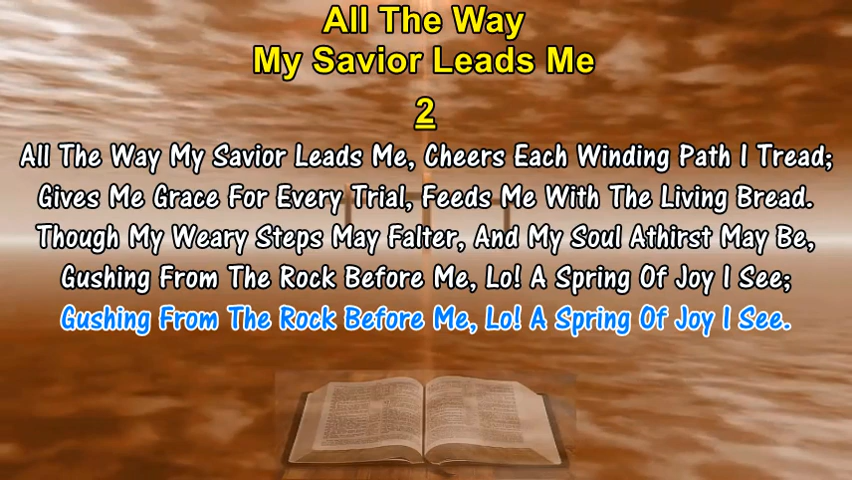 All The Way
My Savior Leads Me
2
All The Way My Savior Leads Me, Cheers Each Winding Path I Tread;
Gives Me Grace For Every Trial, Feeds Me With The Living Bread.
Though My Weary Steps May Falter, And My Soul Athirst May Be,
Gushing From The Rock Before Me, Lo! A Spring Of Joy I See;
Gushing From The Rock Before Me, Lo! A Spring Of Joy I See.